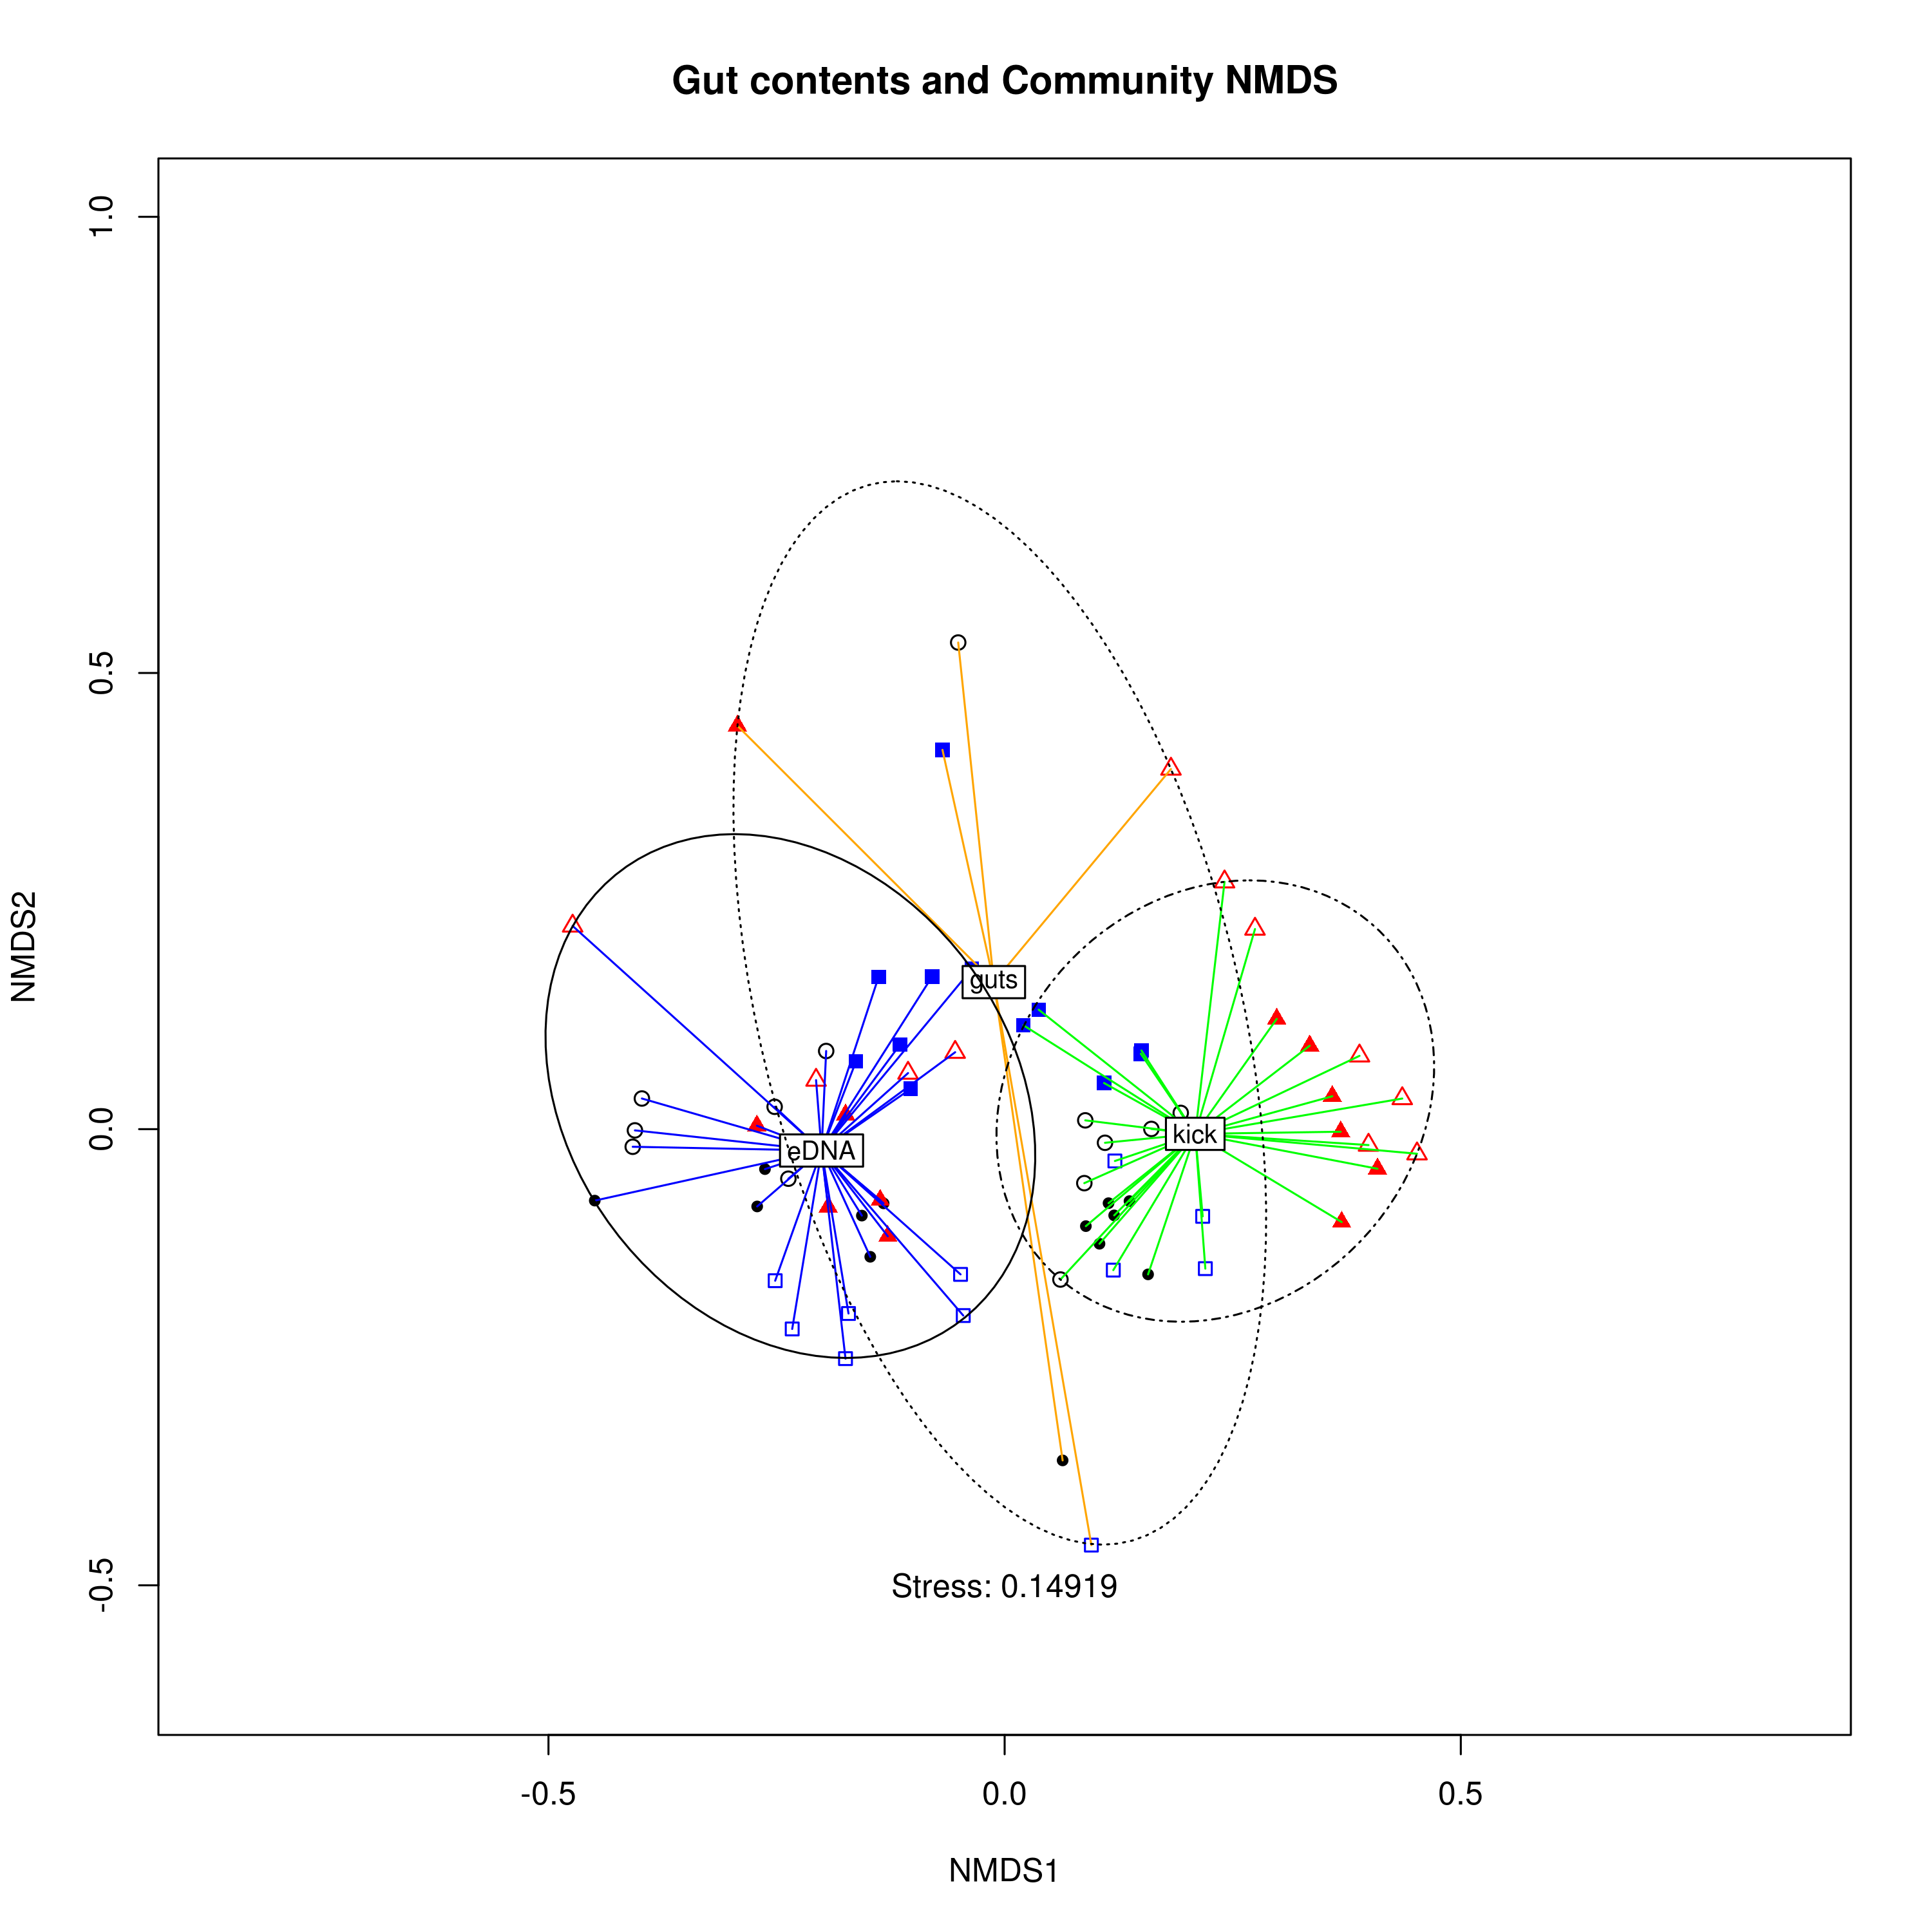 Gut contents and Community NMDS
1.0
0.5
0.0
-0.5
NMDS2
guts
eDNA
kick
Stress: 0.14919
-0.5
0.0
0.5
NMDS1